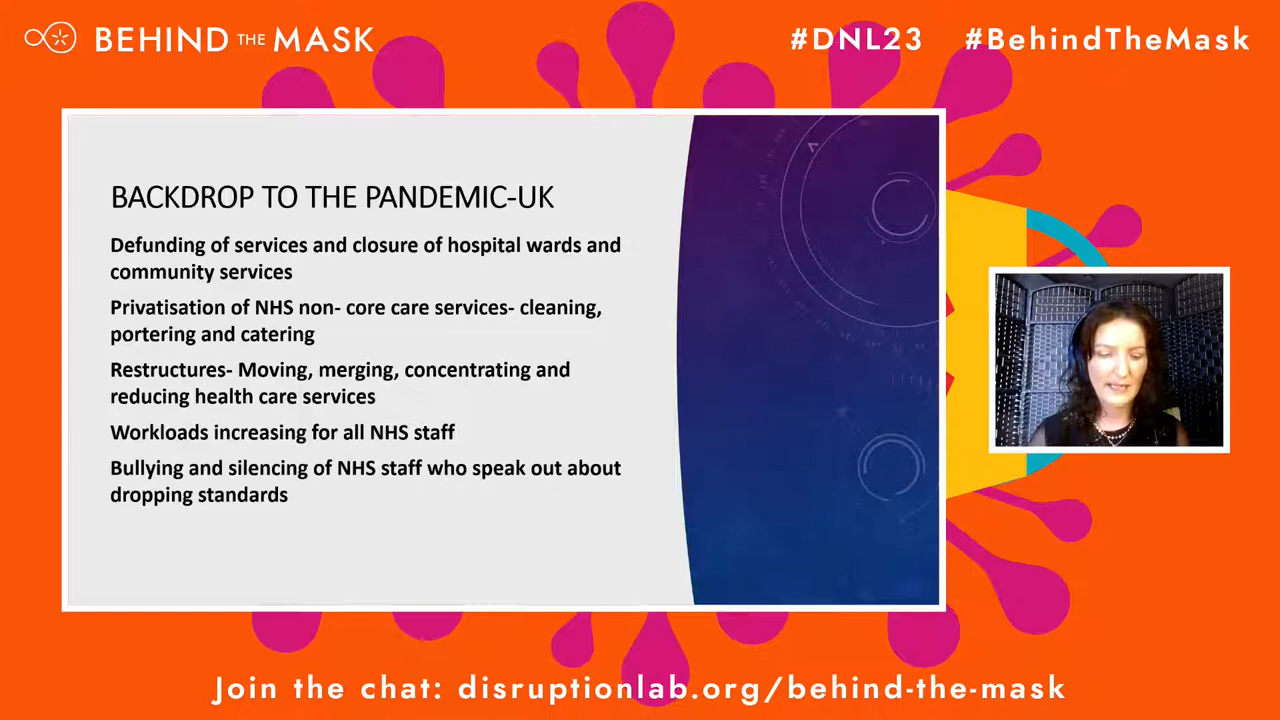 BEHIND THE MASK
#DNL23 #BehindTheMask
BACKDROP TO THE PANDEMIC-UK
Defunding of services and closure of hospital wards and
community services
Privatisation of NHS non- core care services- cleaning,
portering and catering
Restructures- Moving, merging, concentrating and
reducing health care services
Workloads increasing for all NHS staff
Bullying and silencing of NHS staff who speak out about
dropping standards
Join the chat: disruptionlab.org/behind-the-mask